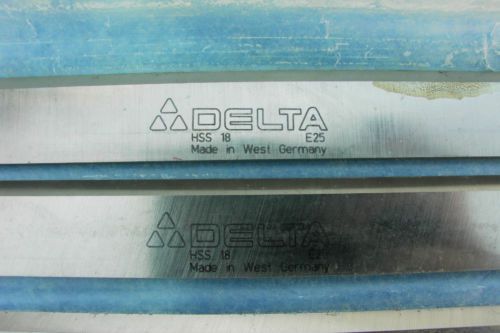 DELTA
HSS 18 E25
Made in West Germany
DELTA
HSS 18
Made in West Germany